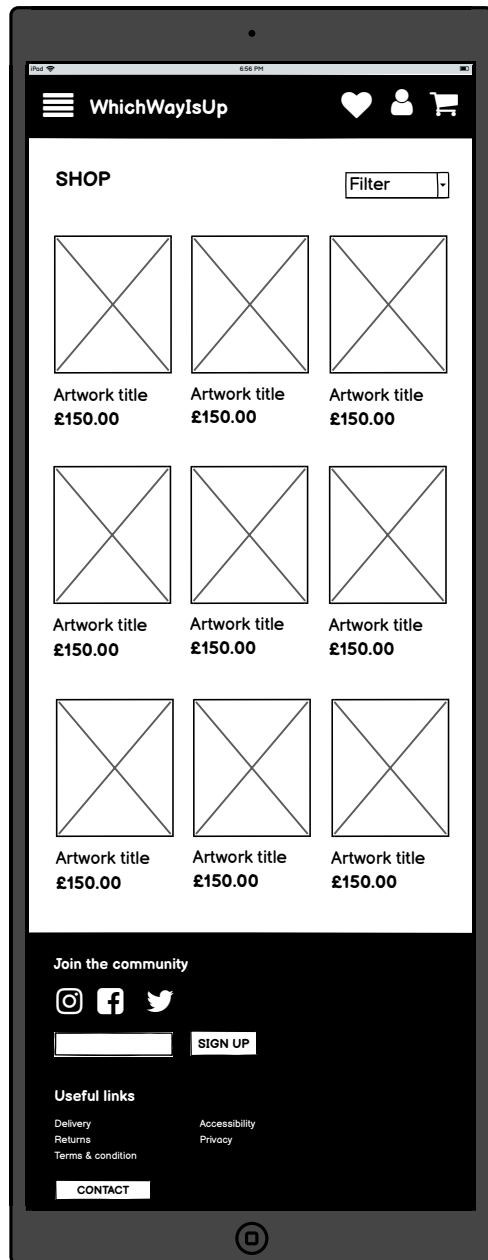 iPod 6:56 PM
WhichWayIsUp
SHOP
Filter
Artwork title Artwork title Artwork title
£150.00 £150.00 £150.00
Artwork title Artwork title Artwork title
£150.00 £150.00 £150.00
Artwork title Artwork title Artwork title
£150.00 £150.00 £150.00
Join the community
SIGN UP
Useful links
Delivery Accessibility
Returns Privacy
Terms & condition
CONTACT